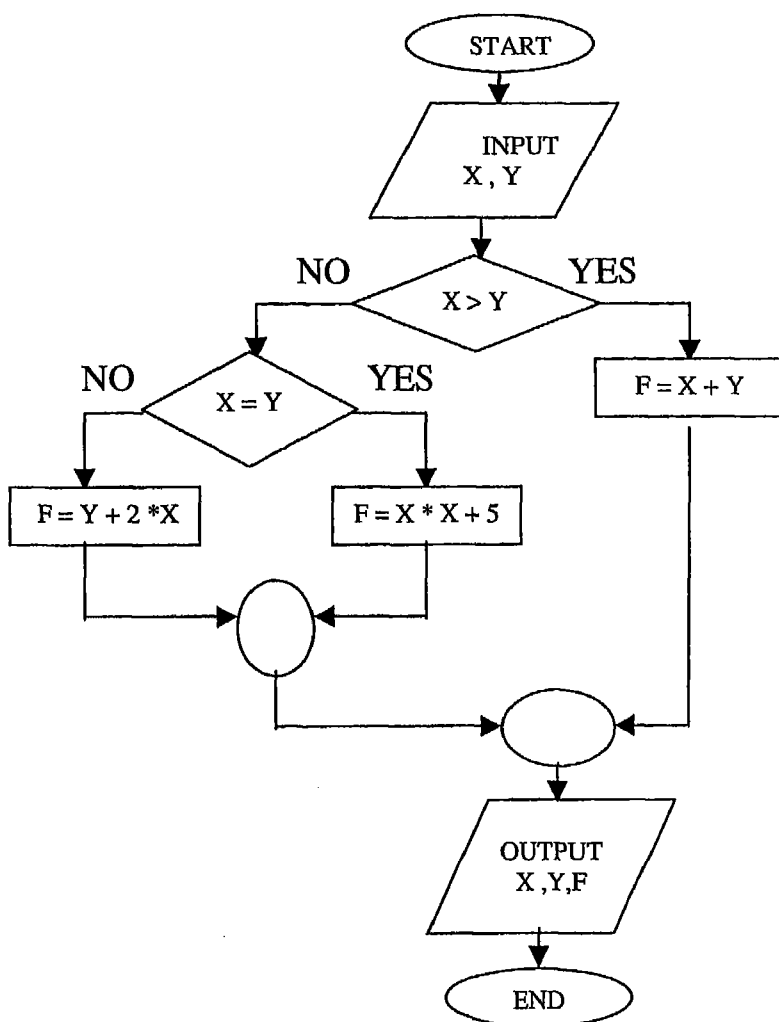 START
INPUT
X , Y
NO
YES
X > Y
NO
YES
F = X + Y
X = Y
F = Y + 2 *X
F = X * X + 5
OUTPUT
X ,Y,F
END